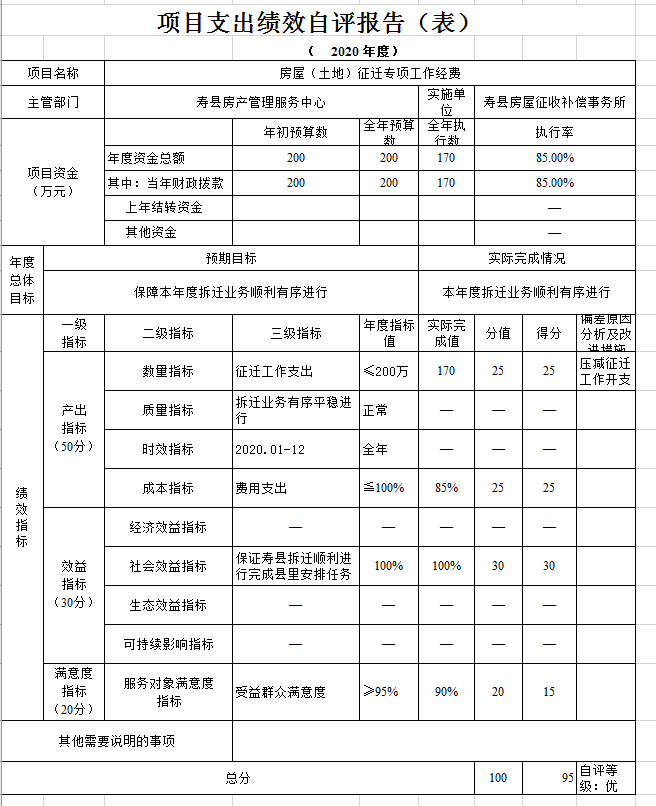 项目支出绩效自评报告（表）
（ 2020 年度）
项目名称 房屋（土地）征迁专项工作经费
主管部门 寿县房产管理服务中心 实施单位 寿县房屋征收补偿事务所
项目资金（万元） 年初预算数 全年预算数 全年执行数 执行率
年度资金总额 200 200 170 85.00%
其中：当年财政拨款 200 200 170 85.00%
上年结转资金 —
其他资金 —
年度总体目标 预期目标 实际完成情况
保障本年度拆迁业务顺利有序进行 本年度拆迁业务顺利有序进行
绩效指标 一级指标 二级指标 三级指标 年度指标值 实际完成值 分值 得分 偏差原因分析及改进措施
产出指标（50分） 数量指标 征迁工作支出 ≤200万 170 25 25 压减征迁工作开支
质量指标 拆迁业务有序平稳进行 正常 — — —
时效指标 2020.01-12 全年 — — —
成本指标 费用支出 ≦100% 85% 25 25
效益指标（30分） 经济效益指标 — — — — —
社会效益指标 保证寿县拆迁顺利进行完成县里安排任务 100% 100% 30 30
生态效益指标 — — — — —
可持续影响指标 — — — — —
满意度指标（20分） 服务对象满意度指标 受益群众满意度 ≥95% 90% 20 15
其他需要说明的事项
总分 100 95 自评等级：优